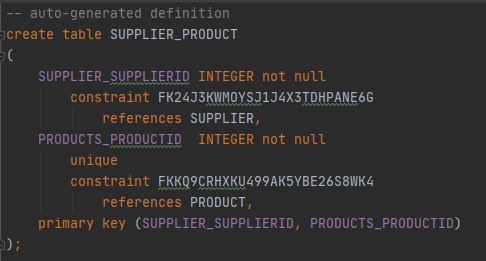 -- auto-generated definition
create table SUPPLIER_PRODUCT
(
    SUPPLIER_SUPPLIERID INTEGER not null
        constraint FK24J3KWMOYSJ1J4X3TDHPANE6G
            references SUPPLIER,
    PRODUCTS_PRODUCTID  INTEGER not null
        unique
        constraint FKKQ9CRHXKU499AK5YBE26S8WK4
            references PRODUCT,
    primary key (SUPPLIER_SUPPLIERID, PRODUCTS_PRODUCTID)
);